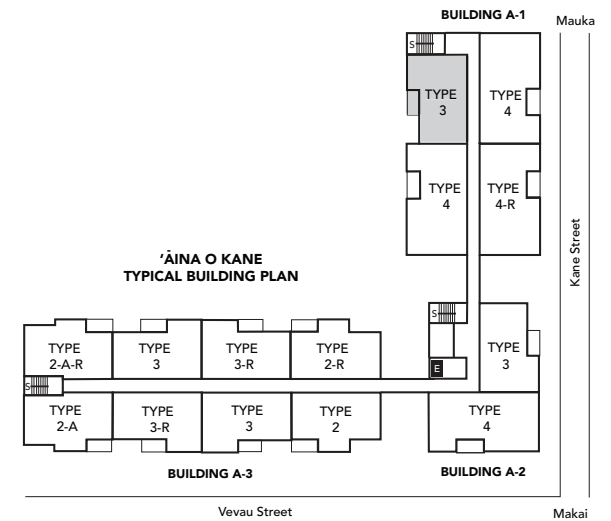 BUILDING A-1
Mauka
S
TYPE
3
TYPE
4
TYPE
4
TYPE
4-R
Kane Street
'ĀINA O KANE
TYPICAL BUILDING PLAN
S
TYPE
2-A-R
TYPE
3
TYPE
3-R
TYPE
2-R
E
TYPE
3
S
TYPE
2-A
TYPE
3-R
TYPE
3
TYPE
2
TYPE
4
BUILDING A-3
BUILDING A-2
Vevau Street
Makai